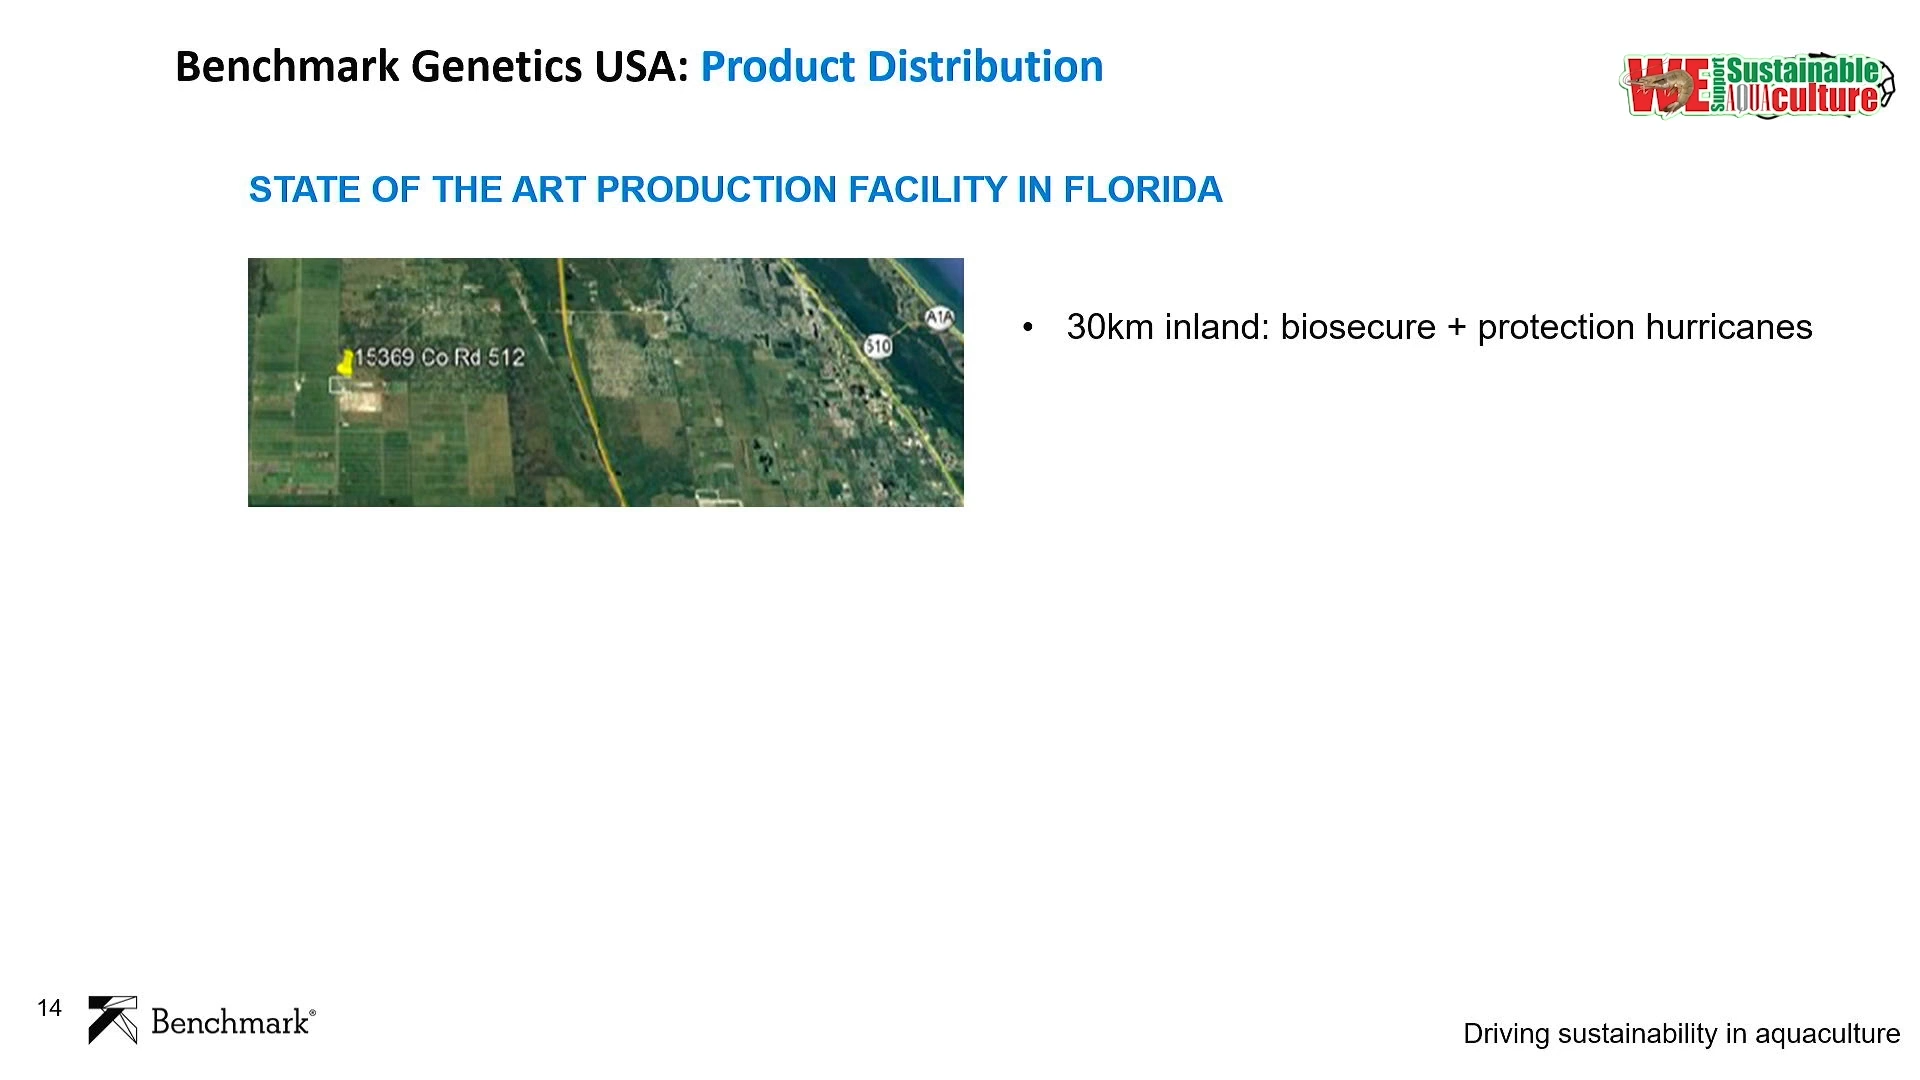 Benchmark Genetics USA: Product Distribution
WE Support Sustainable AQUAculture
STATE OF THE ART PRODUCTION FACILITY IN FLORIDA
15369 Co Rd 512
510
A1A
• 30km inland: biosecure + protection hurricanes
14
Benchmark®
Driving sustainability in aquaculture